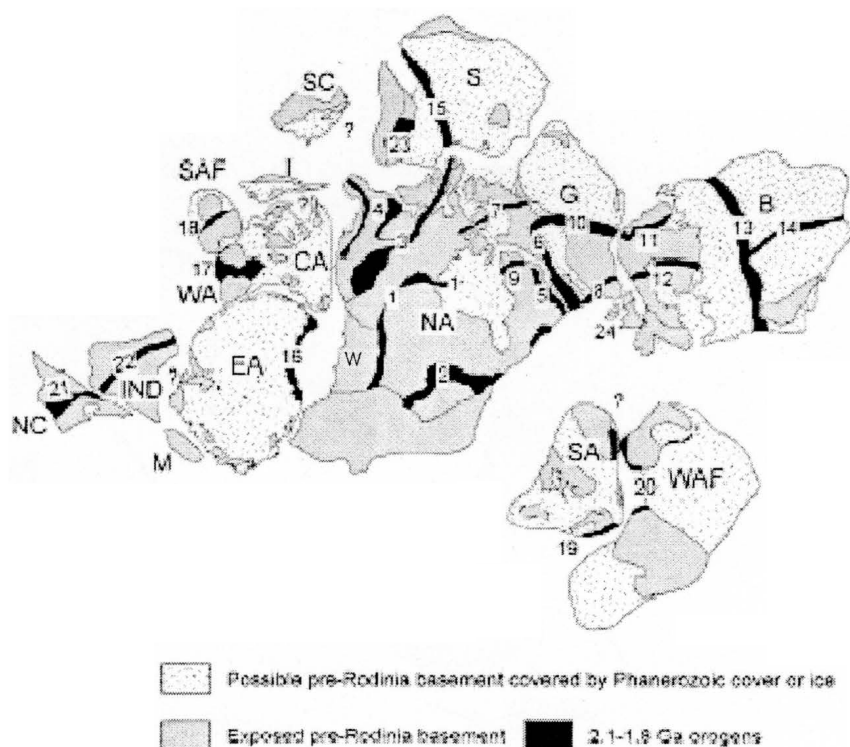 S
SC
15
?
23
SAF
I
G
B
18
4
?
7
10
13
14
3
6
11
CA
17
WA
9
5
8
12
1
1
NA
24
22
16
W
EA
2
21
IND
?
NC
M
?
SA
20
WAF
19
Possible pre-Rodinia basement covered by Phanerozoic cover or ice
Exposed pre-Rodinia basement
2.1-1.8 Ga orogens